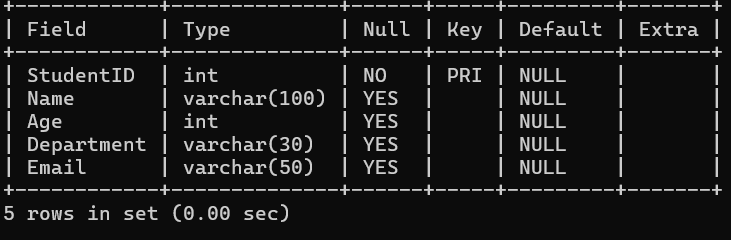 +------------+--------------+------+-----+---------+-------+
| Field      | Type         | Null | Key | Default | Extra |
+------------+--------------+------+-----+---------+-------+
| StudentID  | int          | NO   | PRI | NULL    |       |
| Name       | varchar(100) | YES  |     | NULL    |       |
| Age        | int          | YES  |     | NULL    |       |
| Department | varchar(30)  | YES  |     | NULL    |       |
| Email      | varchar(50)  | YES  |     | NULL    |       |
+------------+--------------+------+-----+---------+-------+
5 rows in set (0.00 sec)